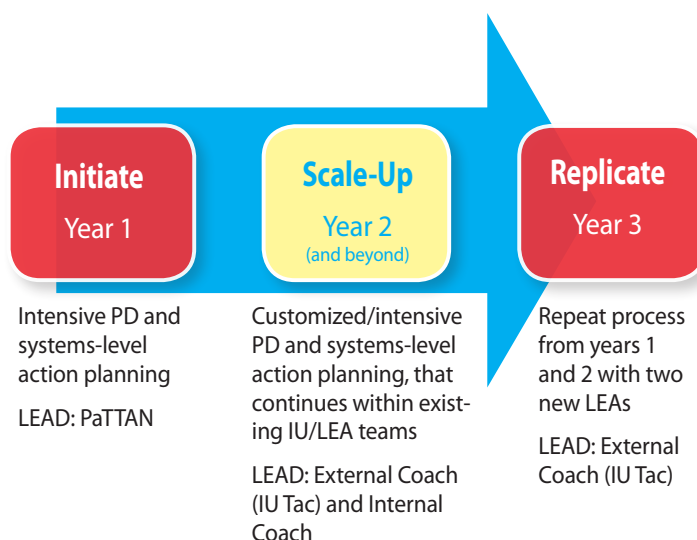 Initiate
Year 1
Scale-Up
Year 2
(and beyond)
Replicate
Year 3
Intensive PD and
systems-level
action planning
LEAD: PaTTAN
Customized/intensive
PD and systems-level
action planning, that
continues within exist-
ing IU/LEA teams
LEAD: External Coach
(IU Tac) and Internal
Coach
Repeat process
from years 1
and 2 with two
new LEAs
LEAD: External
Coach (IU Tac)